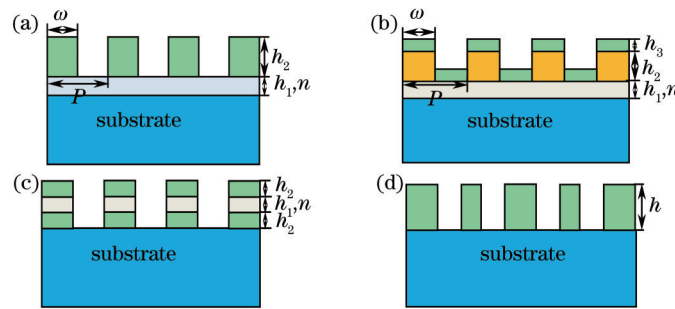 (a)
ω
h₂
P
h₁,n
substrate
(b)
ω
h₃
h₂
P
h₁,n
substrate
(c)
h₂
h₁,n
h₂
substrate
(d)
h
substrate